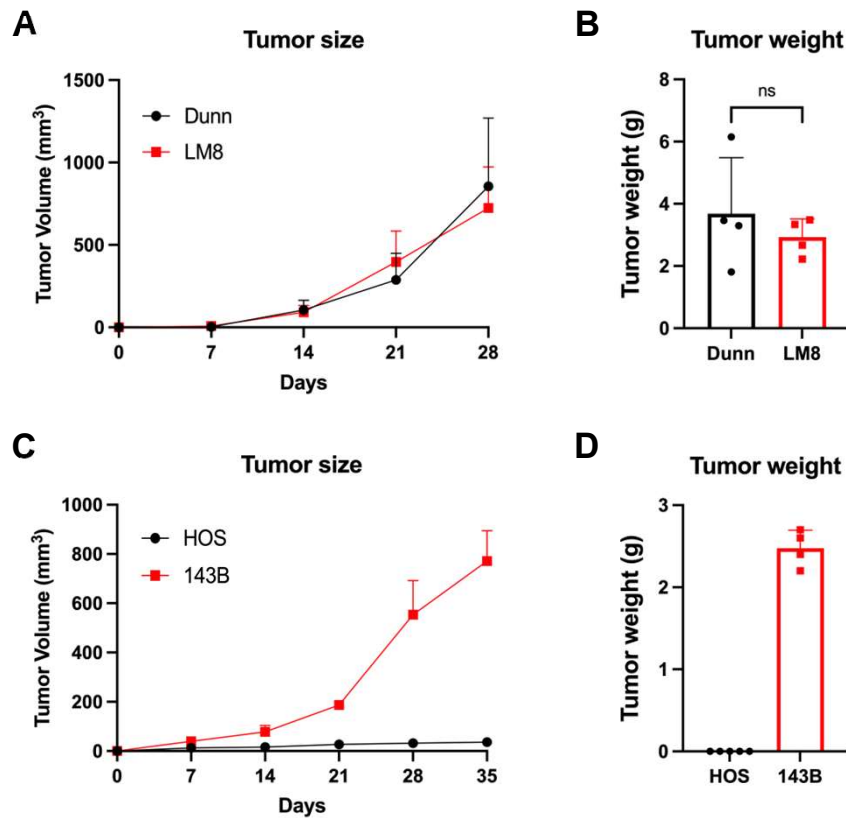 A
Tumor size
Tumor Volume (mm³)
1500
1000
500
0
Dunn
LM8
0 7 14 21 28
Days
B
Tumor weight
Tumor weight (g)
8
6
4
2
0
ns
Dunn LM8
C
Tumor size
Tumor Volume (mm³)
1000
800
600
400
200
0
HOS
143B
0 7 14 21 28 35
Days
D
Tumor weight
Tumor weight (g)
3
2
1
0
HOS 143B